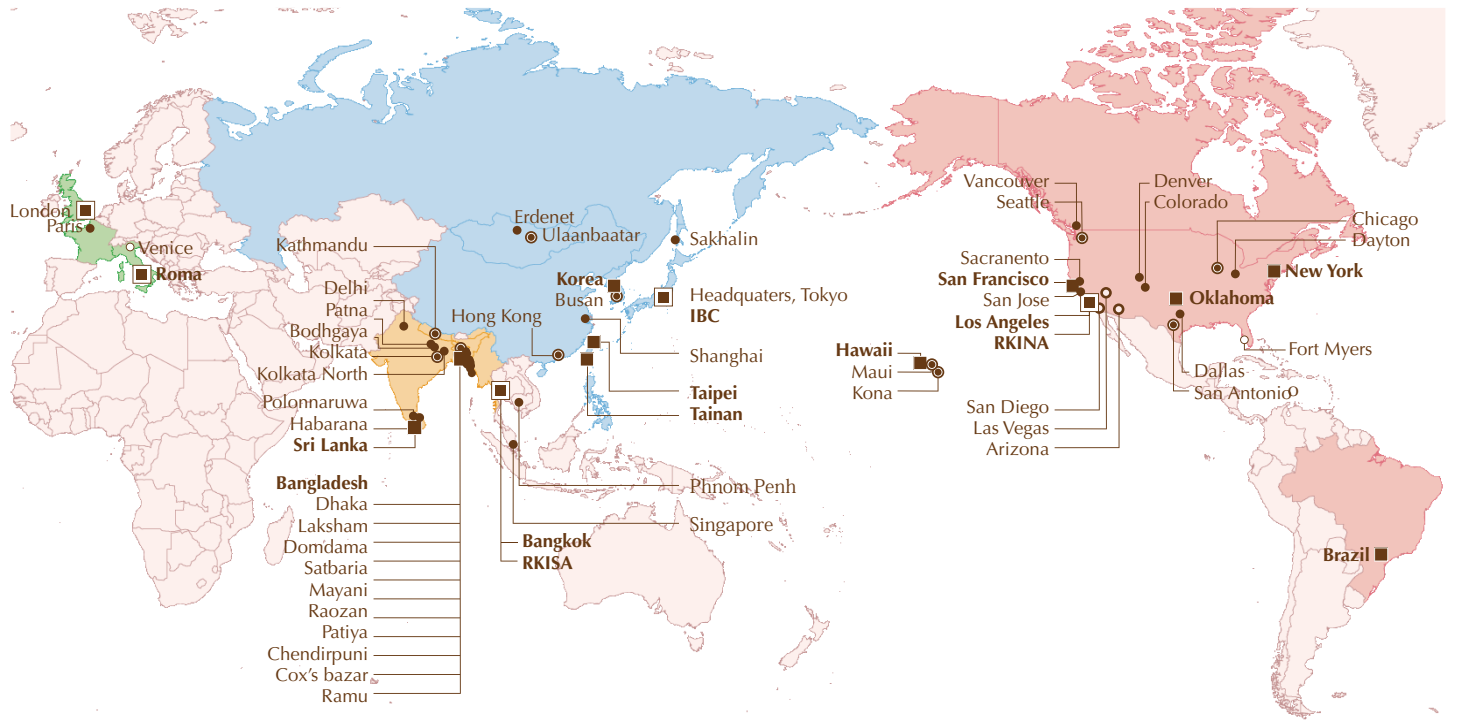 London
Paris
Venice
Roma
Kathmandu
Delhi
Patna
Bodhgaya
Kolkata
Kolkata North
Polonnaruwa
Habarana
Sri Lanka
Bangladesh
Dhaka
Laksham
Domdama
Satbaria
Mayani
Raozan
Patiya
Chendirpuni
Cox's bazar
Ramu
Erdenet
Ulaanbaatar
Sakhalin
Korea
Busan
Headquaters, Tokyo
IBC
Hong Kong
Shanghai
Taipei
Tainan
Phnom Penh
Singapore
Bangkok
RKISA
Vancouver
Seattle
Denver
Colorado
Chicago
Dayton
Sacranento
San Francisco
San Jose
Los Angeles
RKINA
New York
Oklahoma
Hawaii
Maui
Kona
San Diego
Las Vegas
Arizona
Fort Myers
Dallas
San Antonio
Brazil